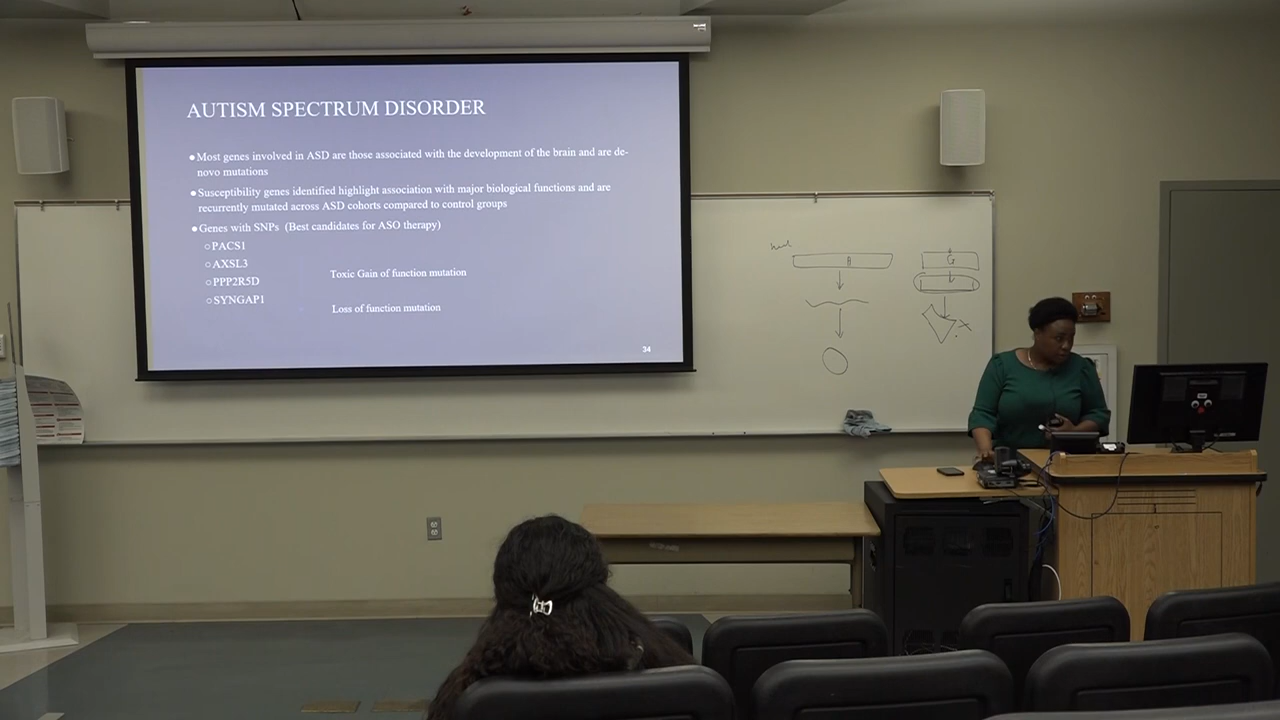 AUTISM SPECTRUM DISORDER
●Most genes involved in ASD are those associated with the development of the brain and are de-
novo mutations
●Susceptibility genes identified highlight association with major biological functions and are
recurrently mutated across ASD cohorts compared to control groups
●Genes with SNPs (Best candidates for ASO therapy)
○PACS1
○AXSL3
○PPP2R5D
○SYNGAP1
Toxic Gain of function mutation
Loss of function mutation
34
A
G